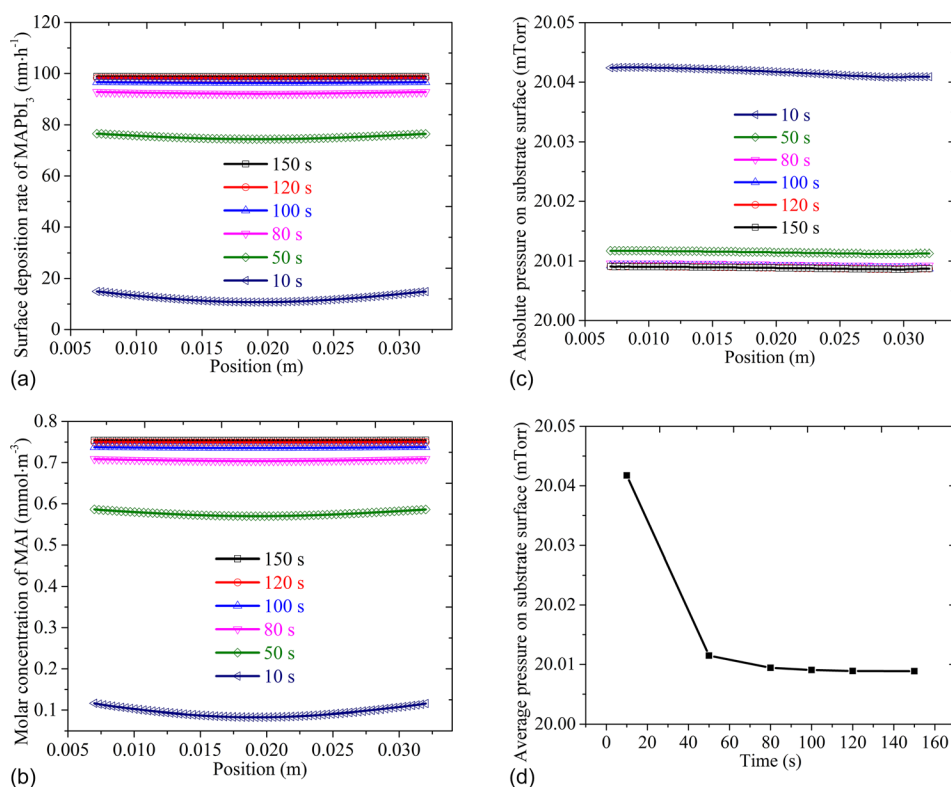 Surface deposition rate of MAPbI3 (nm·h-1)
120
100
80
60
40
20
0
150 s
120 s
100 s
80 s
50 s
10 s
0.005 0.010 0.015 0.020 0.025 0.030
Position (m)
(a)
Absolute pressure on substrate surface (mTorr)
20.05
20.04
20.03
20.02
20.01
20.00
10 s
50 s
80 s
100 s
120 s
150 s
0.005 0.010 0.015 0.020 0.025 0.030
Position (m)
(c)
Molar concentration of MAI (mmol·m-3)
0.8
0.7
0.6
0.5
0.4
0.3
0.2
0.1
150 s
120 s
100 s
80 s
50 s
10 s
0.005 0.010 0.015 0.020 0.025 0.030
Position (m)
(b)
Average pressure on substrate surface (mTorr)
20.05
20.04
20.03
20.02
20.01
20.00
0 20 40 60 80 100 120 140 160
Time (s)
(d)